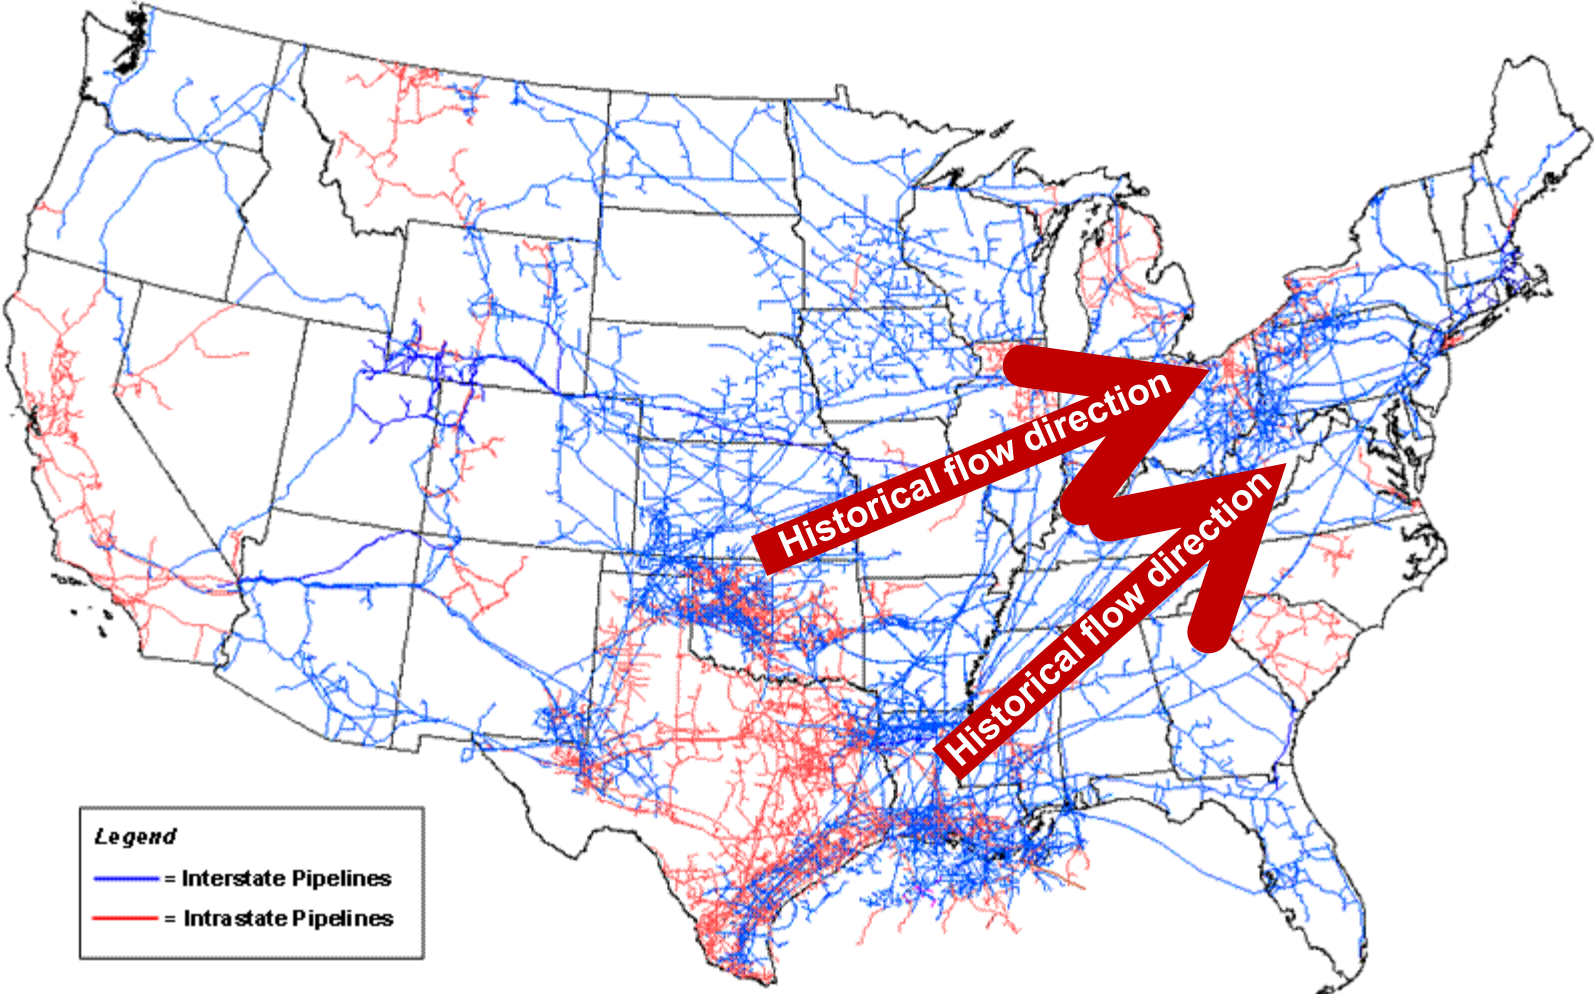 Historical flow direction
Historical flow direction
Legend
= Interstate Pipelines
= Intrastate Pipelines